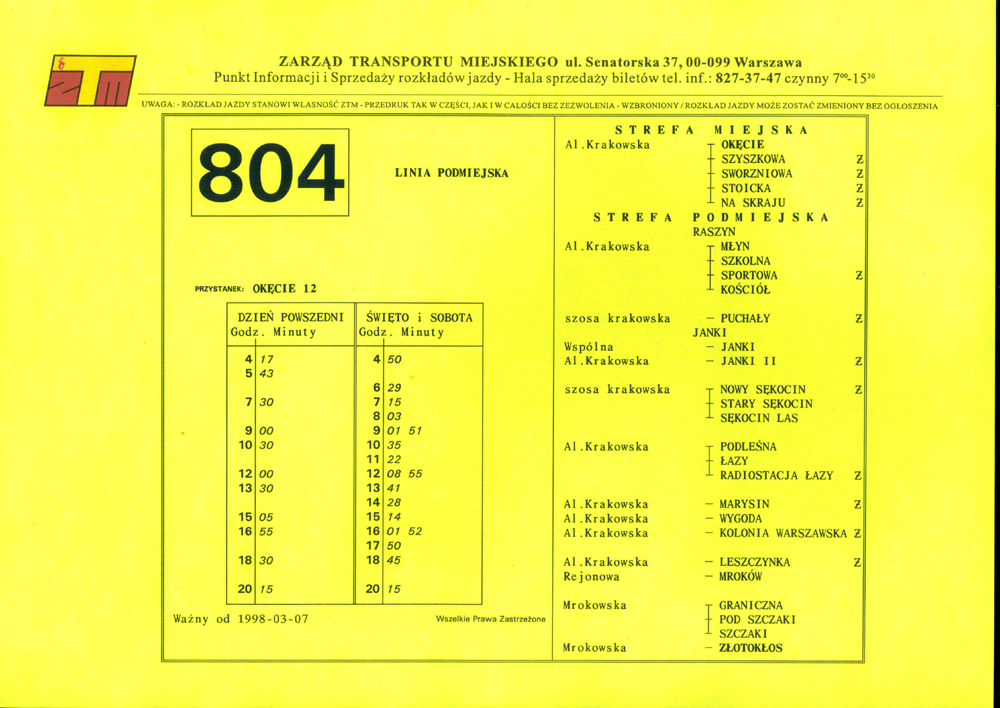 ZTM
ZARZĄD TRANSPORTU MIEJSKIEGO ul. Senatorska 37, 00-099 Warszawa
Punkt Informacji i Sprzedaży rozkładów jazdy - Hala sprzedaży biletów tel. inf.: 827-37-47 czynny 7⁰⁰-15³⁰
UWAGA: - ROZKŁAD JAZDY STANOWI WŁASNOŚĆ ZTM - PRZEDRUK TAK W CZĘŚCI, JAK I W CAŁOŚCI BEZ ZEZWOLENIA - WZBRONIONY / ROZKŁAD JAZDY MOŻE ZOSTAĆ ZMIENIONY BEZ OGŁOSZENIA
804
LINIA PODMIEJSKA
PRZYSTANEK: OKĘCIE 12
DZIEŃ POWSZEDNI
Godz. Minuty
4 17
5 43
7 30
9 00
10 30
12 00
13 30
15 05
16 55
18 30
20 15
ŚWIĘTO i SOBOTA
Godz. Minuty
4 50
6 29
7 15
8 03
9 01 51
10 35
11 22
12 08 55
13 41
14 28
15 14
16 01 52
17 50
18 45
20 15
Ważny od 1998-03-07
Wszelkie Prawa Zastrzeżone
STREFA MIEJSKA
Al.Krakowska OKĘCIE
SZYSZKOWA Ż
SWORZNIOWA Ż
STOICKA Ż
NA SKRAJU Ż
STREFA PODMIEJSKA
RASZYN
Al.Krakowska MŁYN
SZKOLNA
SPORTOWA Ż
KOŚCIÓŁ
szosa krakowska - PUCHAŁY Ż
JANKI
Wspólna - JANKI
Al.Krakowska - JANKI II Ż
szosa krakowska NOWY SĘKOCIN Ż
STARY SĘKOCIN
SĘKOCIN LAS
Al.Krakowska PODLEŚNA
ŁAZY
RADIOSTACJA ŁAZY Ż
Al.Krakowska - MARYSIN Ż
Al.Krakowska - WYGODA
Al.Krakowska - KOLONIA WARSZAWSKA Ż
Al.Krakowska - LESZCZYNKA Ż
Rejonowa - MROKÓW
Mrokowska GRANICZNA
POD SZCZAKI
SZCZAKI
Mrokowska - ZŁOTOKŁOS